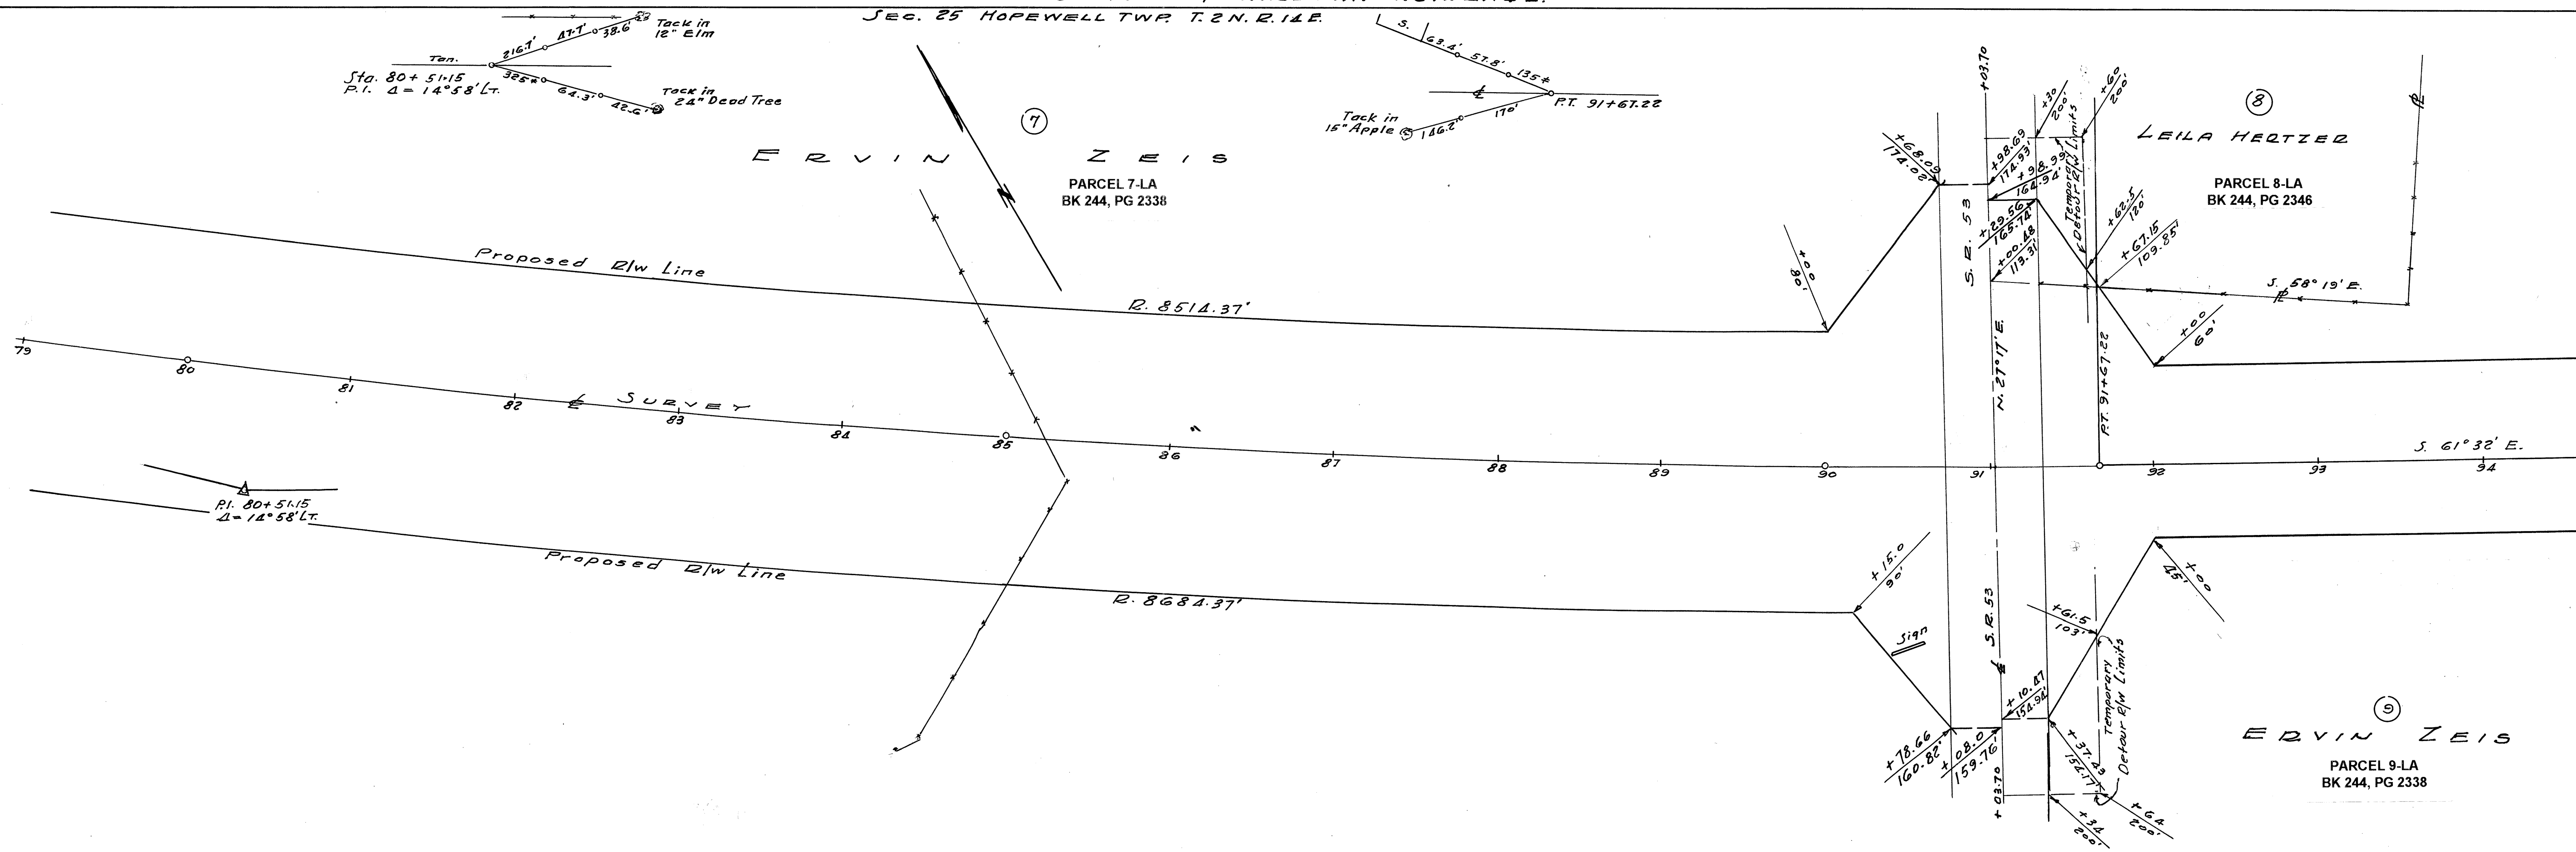 SEC. 25 HOPEWELL TWP. T. 2 N. R. 14 E.
216.7'
47.7'
38.6
Tack in
12" Elm
Tan.
Sta. 80 + 51.15
P.I. Δ = 14° 58' LT.
325±
64.3'
42.6'
Tack in
24" Dead Tree
S.
63.4'
57.8'
135±
℄
P.T. 91+67.22
Tack in
15" Apple
146.2'
170'
7
ERVIN ZEIS
PARCEL 7-LA
BK 244, PG 2338
N
8
LEILA HERTZER
PARCEL 8-LA
BK 244, PG 2346
+03.70
+30
200'
+60
200'
+68.09
174.02'
+98.69
174.93'
+98.99
164.94'
+29.56
165.74'
+00.48
113.31'
Temporary
Detour R/W Limits
+62.5
120'
+67.15
109.85'
S. 58° 19' E.
+00
60'
+00
80'
S. R. 53
N. 27° 17' E.
P.T. 91+67.22
Proposed R/W Line
R. 8514.37'
79
80
81
82
83
84
85
86
87
88
89
90
91
92
93
94
℄ SURVEY
S. 61° 32' E.
P.I. 80+51.15
Δ = 14° 58' LT.
Proposed R/W Line
R. 8684.37'
+15.0
90'
Sign
℄ S.R. 53
+00
45'
+61.5
103'
+10.47
154.94'
+78.66
160.82'
+08.0
159.76'
+03.70
+37.43
154.17'
Temporary
Detour R/W Limits
+34
200'
+64
200'
9
ERVIN ZEIS
PARCEL 9-LA
BK 244, PG 2338